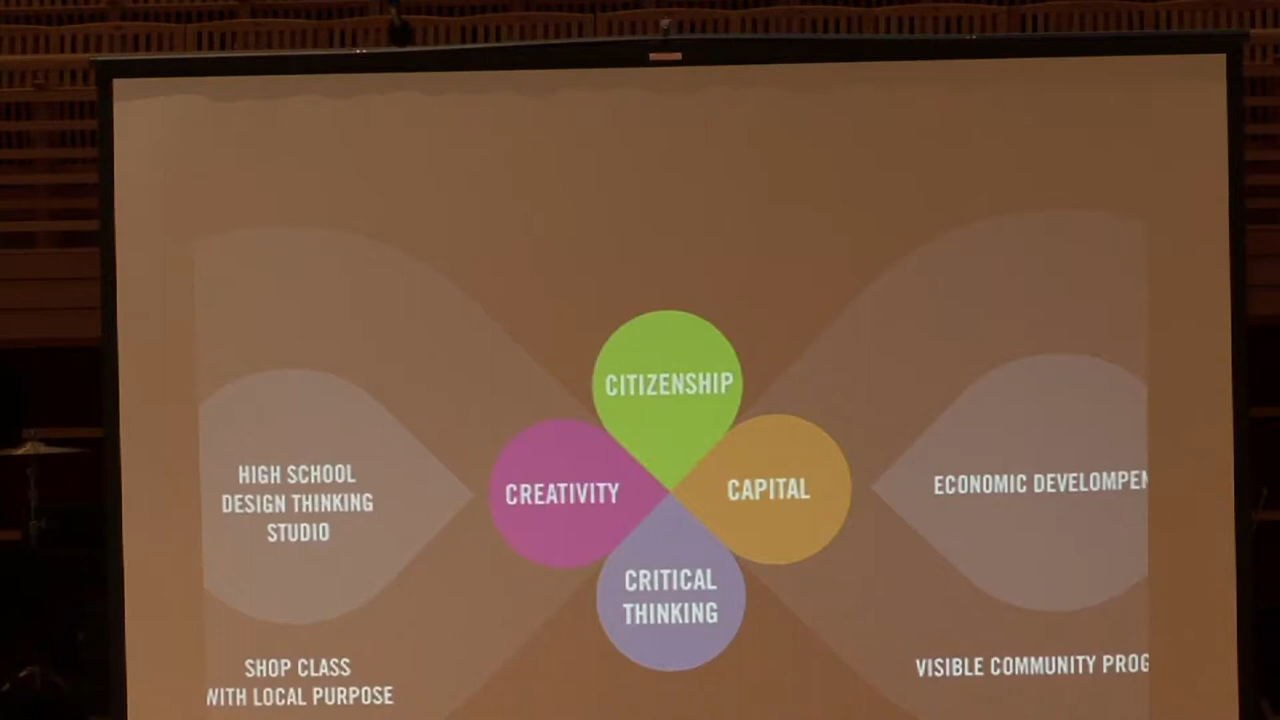 CITIZENSHIP
CREATIVITY
CAPITAL
CRITICAL
THINKING
HIGH SCHOOL
DESIGN THINKING
STUDIO
SHOP CLASS
WITH LOCAL PURPOSE
ECONOMIC DEVELOPEN
VISIBLE COMMUNITY PROG